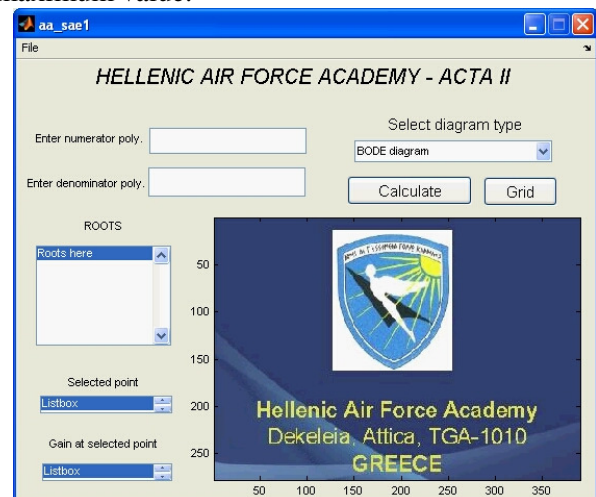 maximum value.
aa_sae1
File
HELLENIC AIR FORCE ACADEMY - ACTA II
Select diagram type
Enter numerator poly.
BODE diagram
Enter denominator poly.
Calculate Grid
ROOTS
Roots here
50
100
150
200
250
Selected point
Listbox
Gain at selected point
Listbox
Hellenic Air Force Academy
Dekeleia, Attica, TGA-1010
GREECE
50 100 150 200 250 300 350